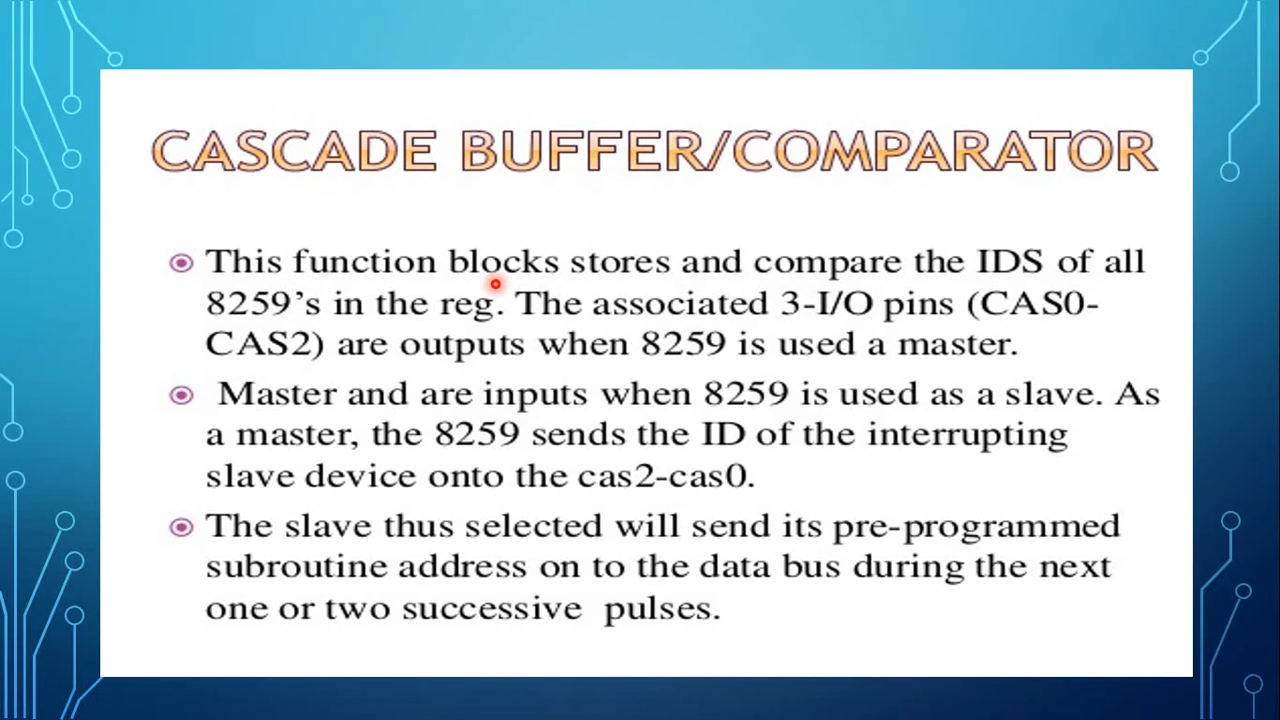 CASCADE BUFFER/COMPARATOR
This function blocks stores and compare the IDS of all
8259’s in the reg. The associated 3-I/O pins (CAS0-
CAS2) are outputs when 8259 is used a master.
Master and are inputs when 8259 is used as a slave. As
a master, the 8259 sends the ID of the interrupting
slave device onto the cas2-cas0.
The slave thus selected will send its pre-programmed
subroutine address on to the data bus during the next
one or two successive pulses.